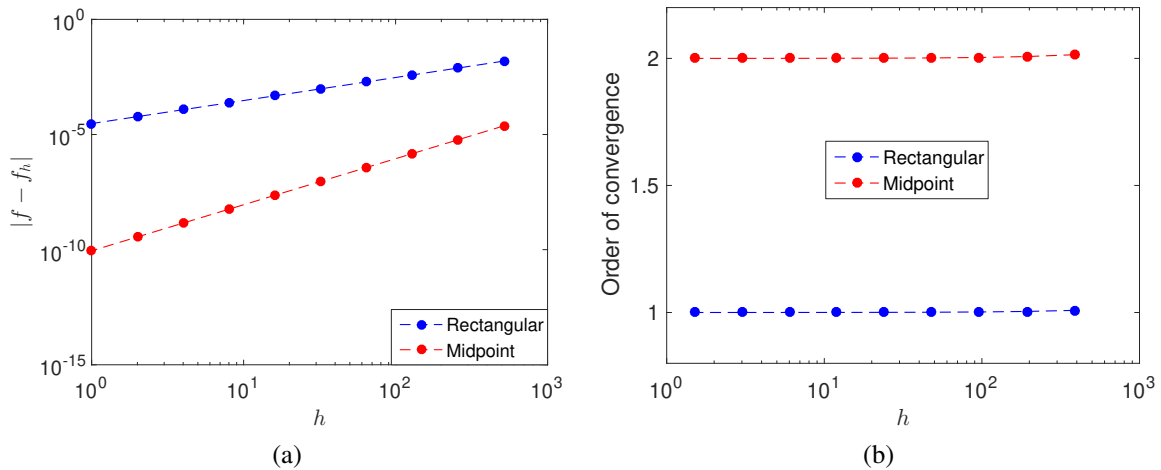 10^0
10^-5
10^-10
10^-15
|f − f_h|
10^0 10^1 10^2 10^3
h
Rectangular
Midpoint
(a)
2
1.5
1
Order of convergence
10^0 10^1 10^2 10^3
h
Rectangular
Midpoint
(b)